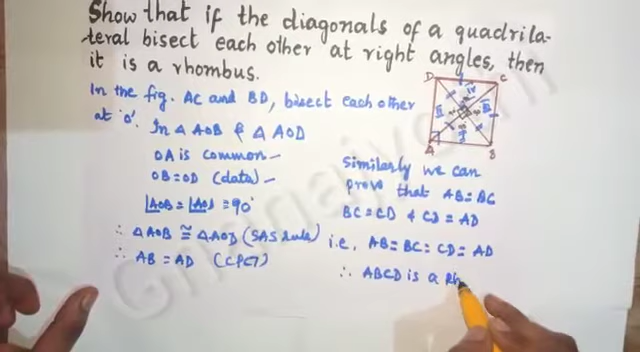 Show that if the diagonals of a quadrila-
teral bisect each other at right angles, then
it is a rhombus.
In the fig. AC and BD, bisect each other
at 'O'. In △ AOB & △ AOD
OA is common
OB = OD (data)
∠AOB = ∠AOD = 90°
∴ △ AOB ≅ △ AOD (SAS rule)
∴ AB = AD (CPCT)
D C
A B
Similarly we can
prove that AB = BC
BC = CD & CD = AD
i.e, AB = BC = CD = AD
∴ ABCD is a Rh